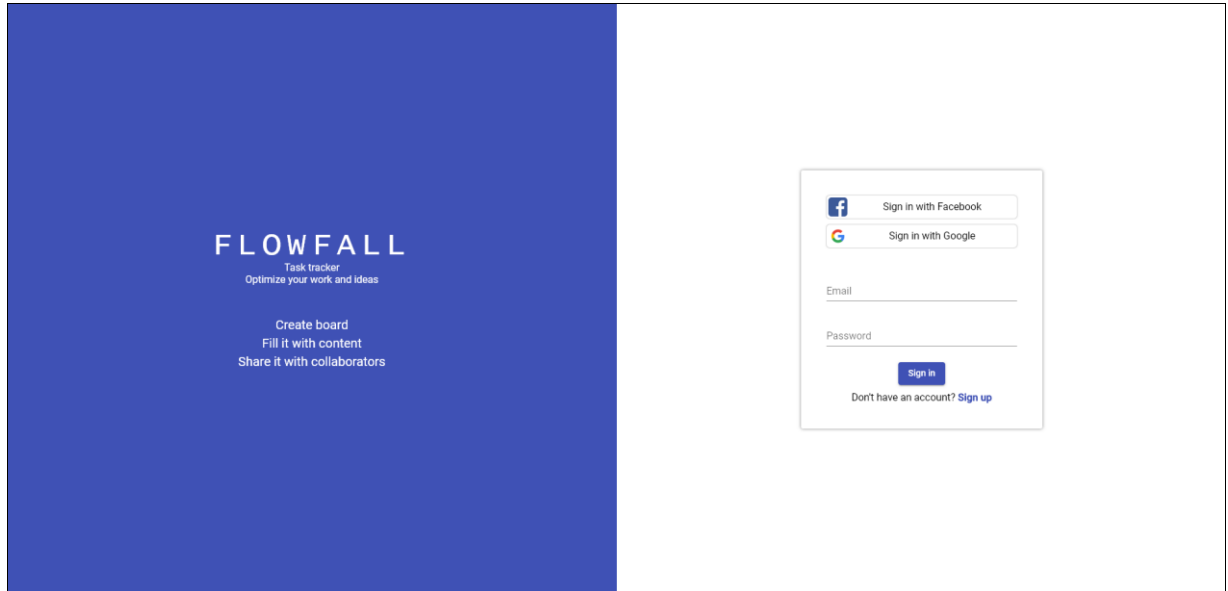 FLOWFALL
Task tracker
Optimize your work and ideas
Create board
Fill it with content
Share it with collaborators
Sign in with Facebook
Sign in with Google
Email
Password
Sign in
Don't have an account? Sign up